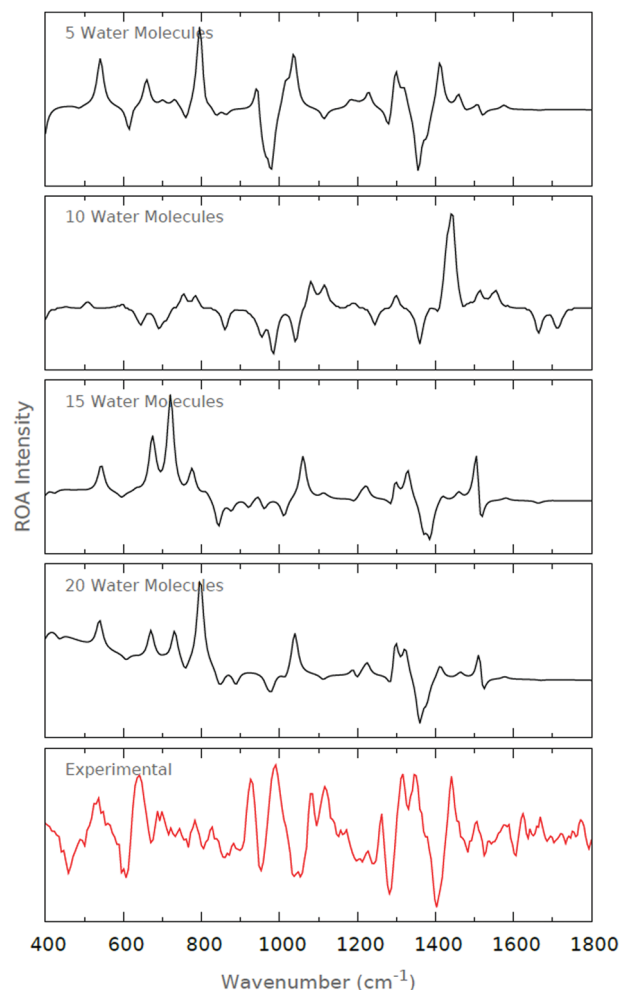 5 Water Molecules
10 Water Molecules
15 Water Molecules
20 Water Molecules
Experimental
ROA Intensity
400 600 800 1000 1200 1400 1600 1800
Wavenumber (cm⁻¹)